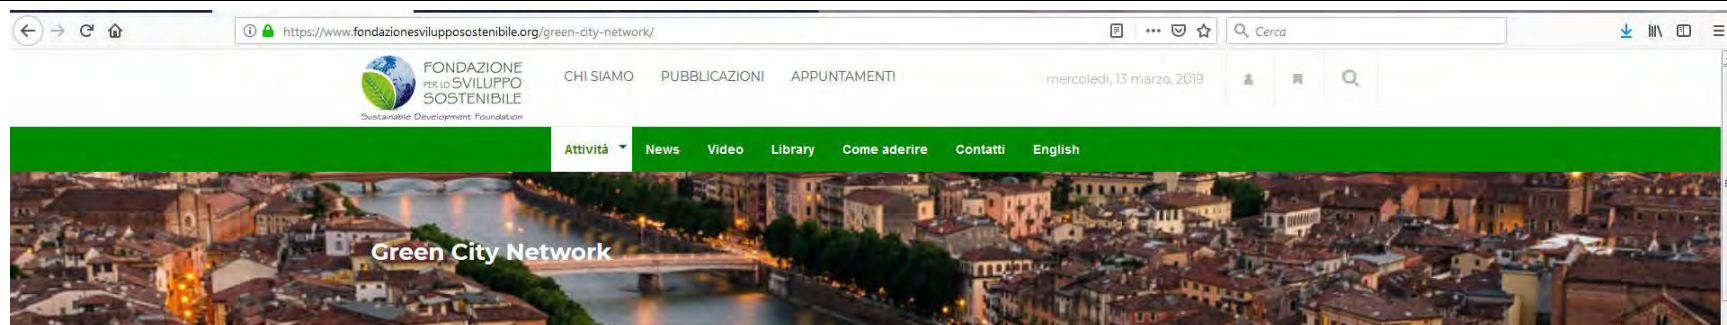 https://www.fondazionesvilupposostenibile.org/green-city-network/
Cerca
FONDAZIONE
PER LO SVILUPPO
SOSTENIBILE
Sustainable Development Foundation
CHI SIAMO PUBBLICAZIONI APPUNTAMENTI
mercoledì, 13 marzo, 2019
Attività News Video Library Come aderire Contatti English
Green City Network